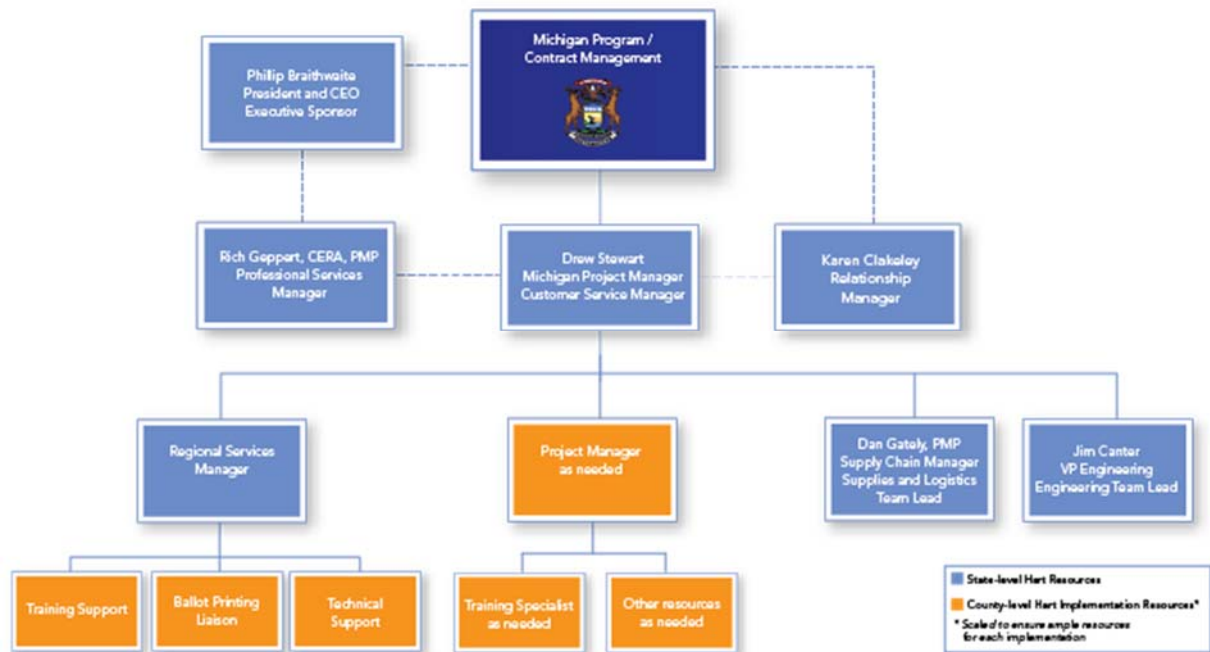 Michigan Program /
Contract Management
Phillip Braithwaite
President and CEO
Executive Sponsor
Rich Geppert, CERA, PMP
Professional Services
Manager
Drew Stewart
Michigan Project Manager
Customer Service Manager
Karen Clakeley
Relationship
Manager
Regional Services
Manager
Project Manager
as needed
Dan Gately, PMP
Supply Chain Manager
Supplies and Logistics
Team Lead
Jim Canter
VP Engineering
Engineering Team Lead
Training Support
Ballot Printing
Liaison
Technical
Support
Training Specialist
as needed
Other resources
as needed
State-level Hart Resources
County-level Hart Implementation Resources*
* Scaled to ensure ample resources
for each implementation